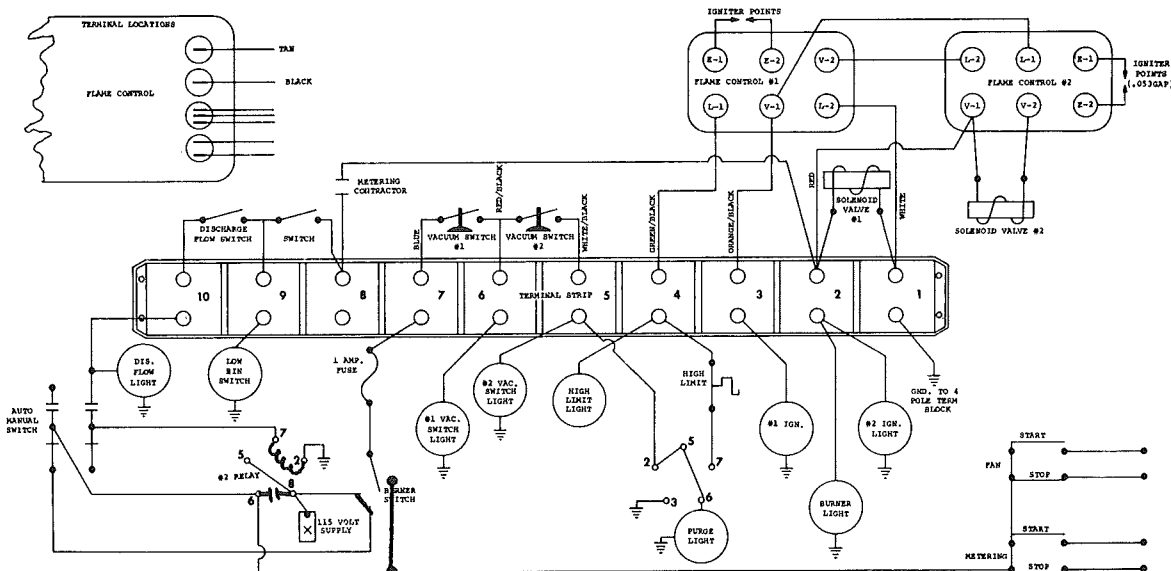 TERMINAL LOCATIONS
TAN
BLACK
FLAME CONTROL
IGNITER POINTS
E-1
E-2
V-2
FLAME CONTROL #1
L-1
V-1
L-2
L-2
L-1
E-1
FLAME CONTROL #2
V-1
V-2
E-2
IGNITER
POINTS
(.053GAP)
METERING
CONTRACTOR
RED/BLACK
RED
SOLENOID
VALVE
#1
WHITE
SOLENOID VALVE #2
DISCHARGE
FLOW SWITCH
SWITCH
BLUE
VACUUM SWITCH
#1
VACUUM SWITCH
#2
WHITE/BLACK
GREEN/BLACK
ORANGE/BLACK
10
9
8
7
6
TERMINAL STRIP
5
4
3
2
1
DIS.
FLOW
LIGHT
LOW
BIN
SWITCH
1 AMP.
FUSE
#1 VAC.
SWITCH
LIGHT
#2 VAC.
SWITCH
LIGHT
HIGH
LIMIT
LIGHT
HIGH
LIMIT
#1 IGN.
#2 IGN.
LIGHT
GND. TO 4
POLE TERM
BLOCK
AUTO
MANUAL
SWITCH
7
2
5
#2 RELAY
8
6
115 VOLT
SUPPLY
BURNER
SWITCH
5
2
7
3
6
PURGE
LIGHT
BURNER
LIGHT
START
FAN
STOP
START
METERING
STOP